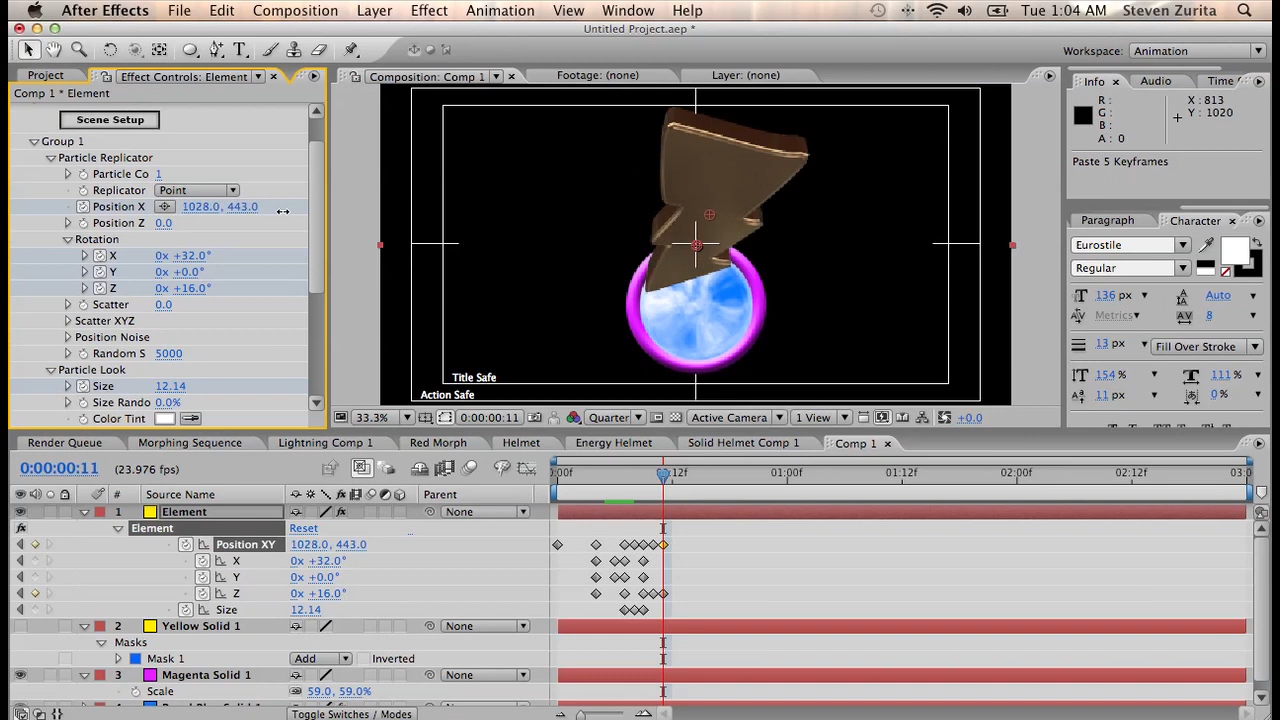 After Effects File Edit Composition Layer Effect Animation View Window Help Tue 1:04 AM Steven Zurita
Untitled Project.aep *
Workspace: Animation
Project Effect Controls: Element Composition: Comp 1 Footage: (none) Layer: (none) Info Audio Time
Comp 1 * Element
Scene Setup
Group 1
Particle Replicator
Particle Co 1
Replicator Point
Position X 1028.0, 443.0
Position Z 0.0
Rotation
X 0x +32.0°
Y 0x +0.0°
Z 0x +16.0°
Scatter 0.0
Scatter XYZ
Position Noise
Random S 5000
Particle Look
Size 12.14
Size Rando 0.0%
Color Tint
Title Safe
Action Safe
33.3% 0:00:00:11 Quarter Active Camera 1 View +0.0
R: X : 813
G: Y : 1020
B:
A: 0
Paste 5 Keyframes
Paragraph Character
Eurostile
Regular
136 px Auto
Metrics 8
13 px Fill Over Stroke
154 % 111 %
11 px 0 %
Render Queue Morphing Sequence Lightning Comp 1 Red Morph Helmet Energy Helmet Solid Helmet Comp 1 Comp 1
0:00:00:11 (23.976 fps)
:00f 12f 01:00f 01:12f 02:00f 02:12f 03:0
# Source Name Parent
1 Element None
Element Reset
Position XY 1028.0, 443.0
X 0x +32.0°
Y 0x +0.0°
Z 0x +16.0°
Size 12.14
2 Yellow Solid 1 None
Masks
Mask 1 Add Inverted
3 Magenta Solid 1 None
Scale 59.0, 59.0%
Toggle Switches / Modes